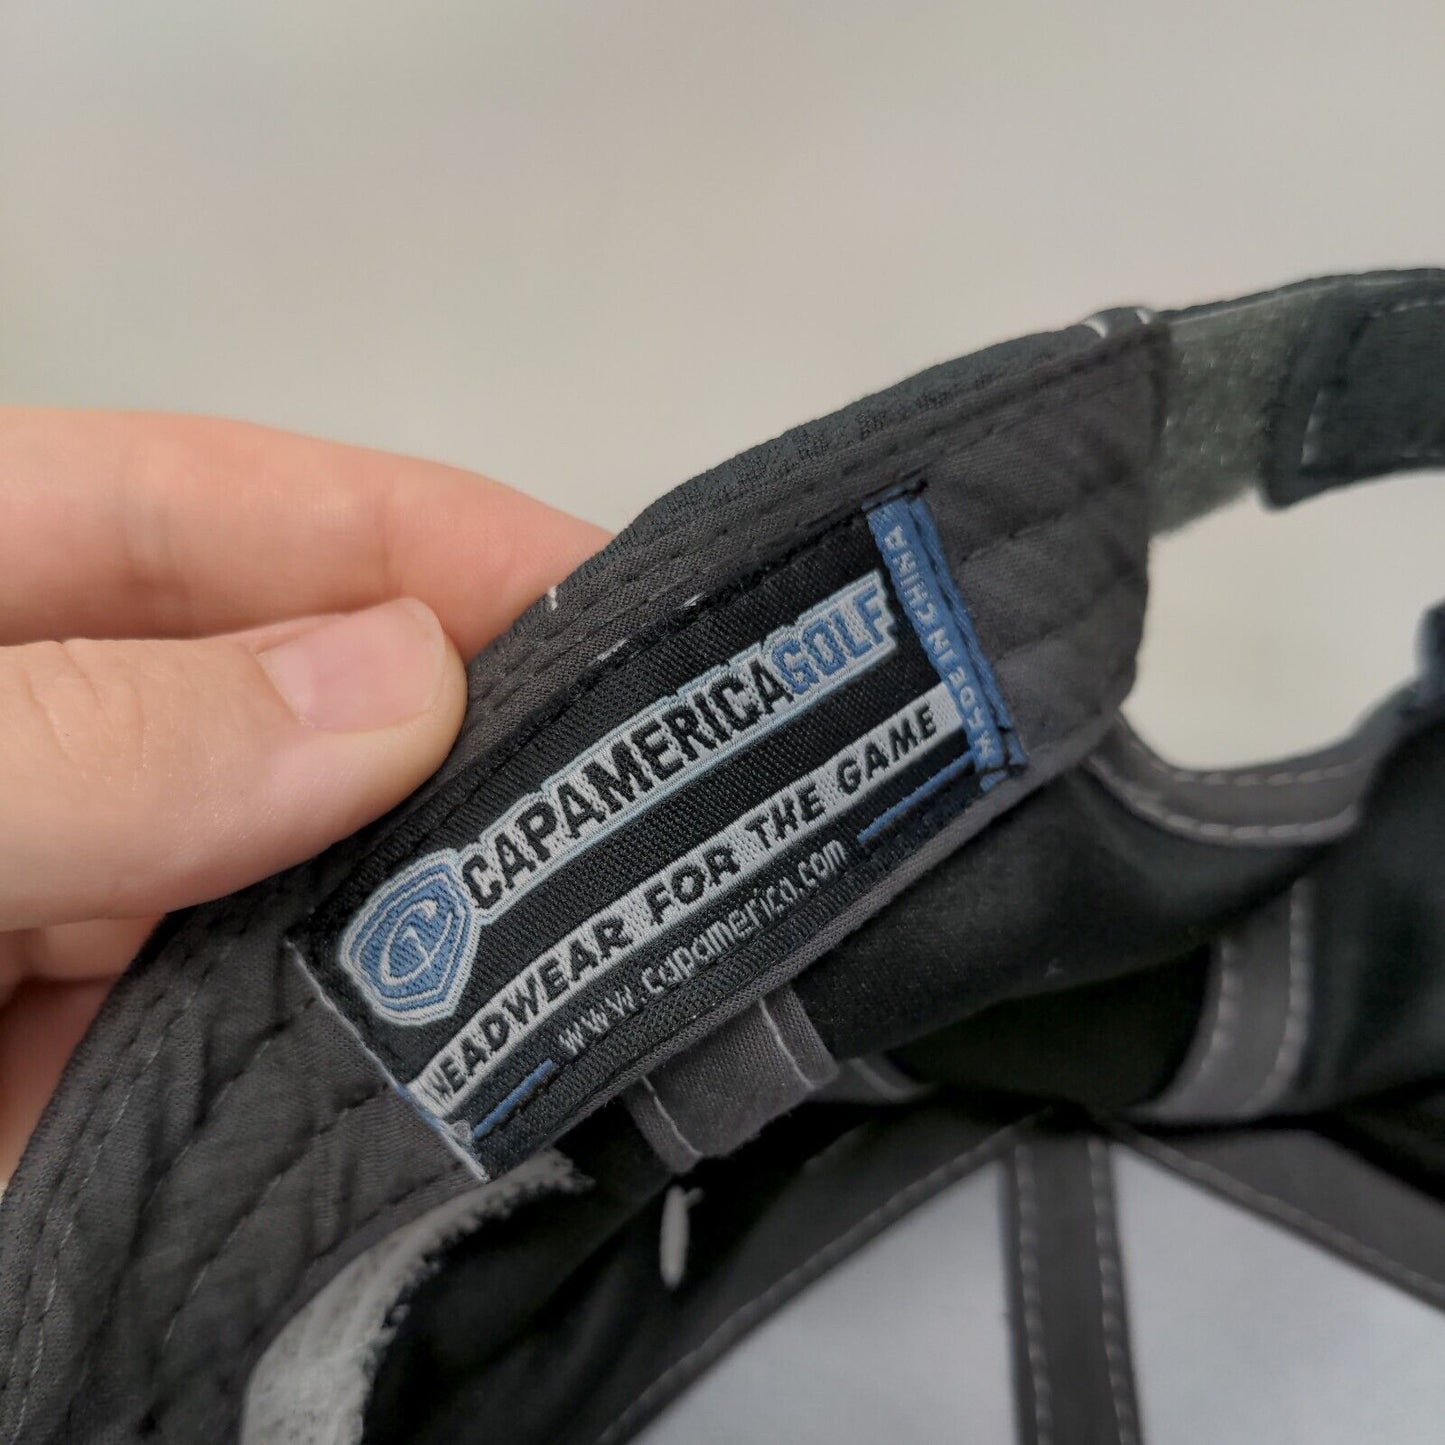 CAPAMERICAGOLF
HEADWEAR FOR THE GAME
www.capamerica.com
MADE IN CHINA